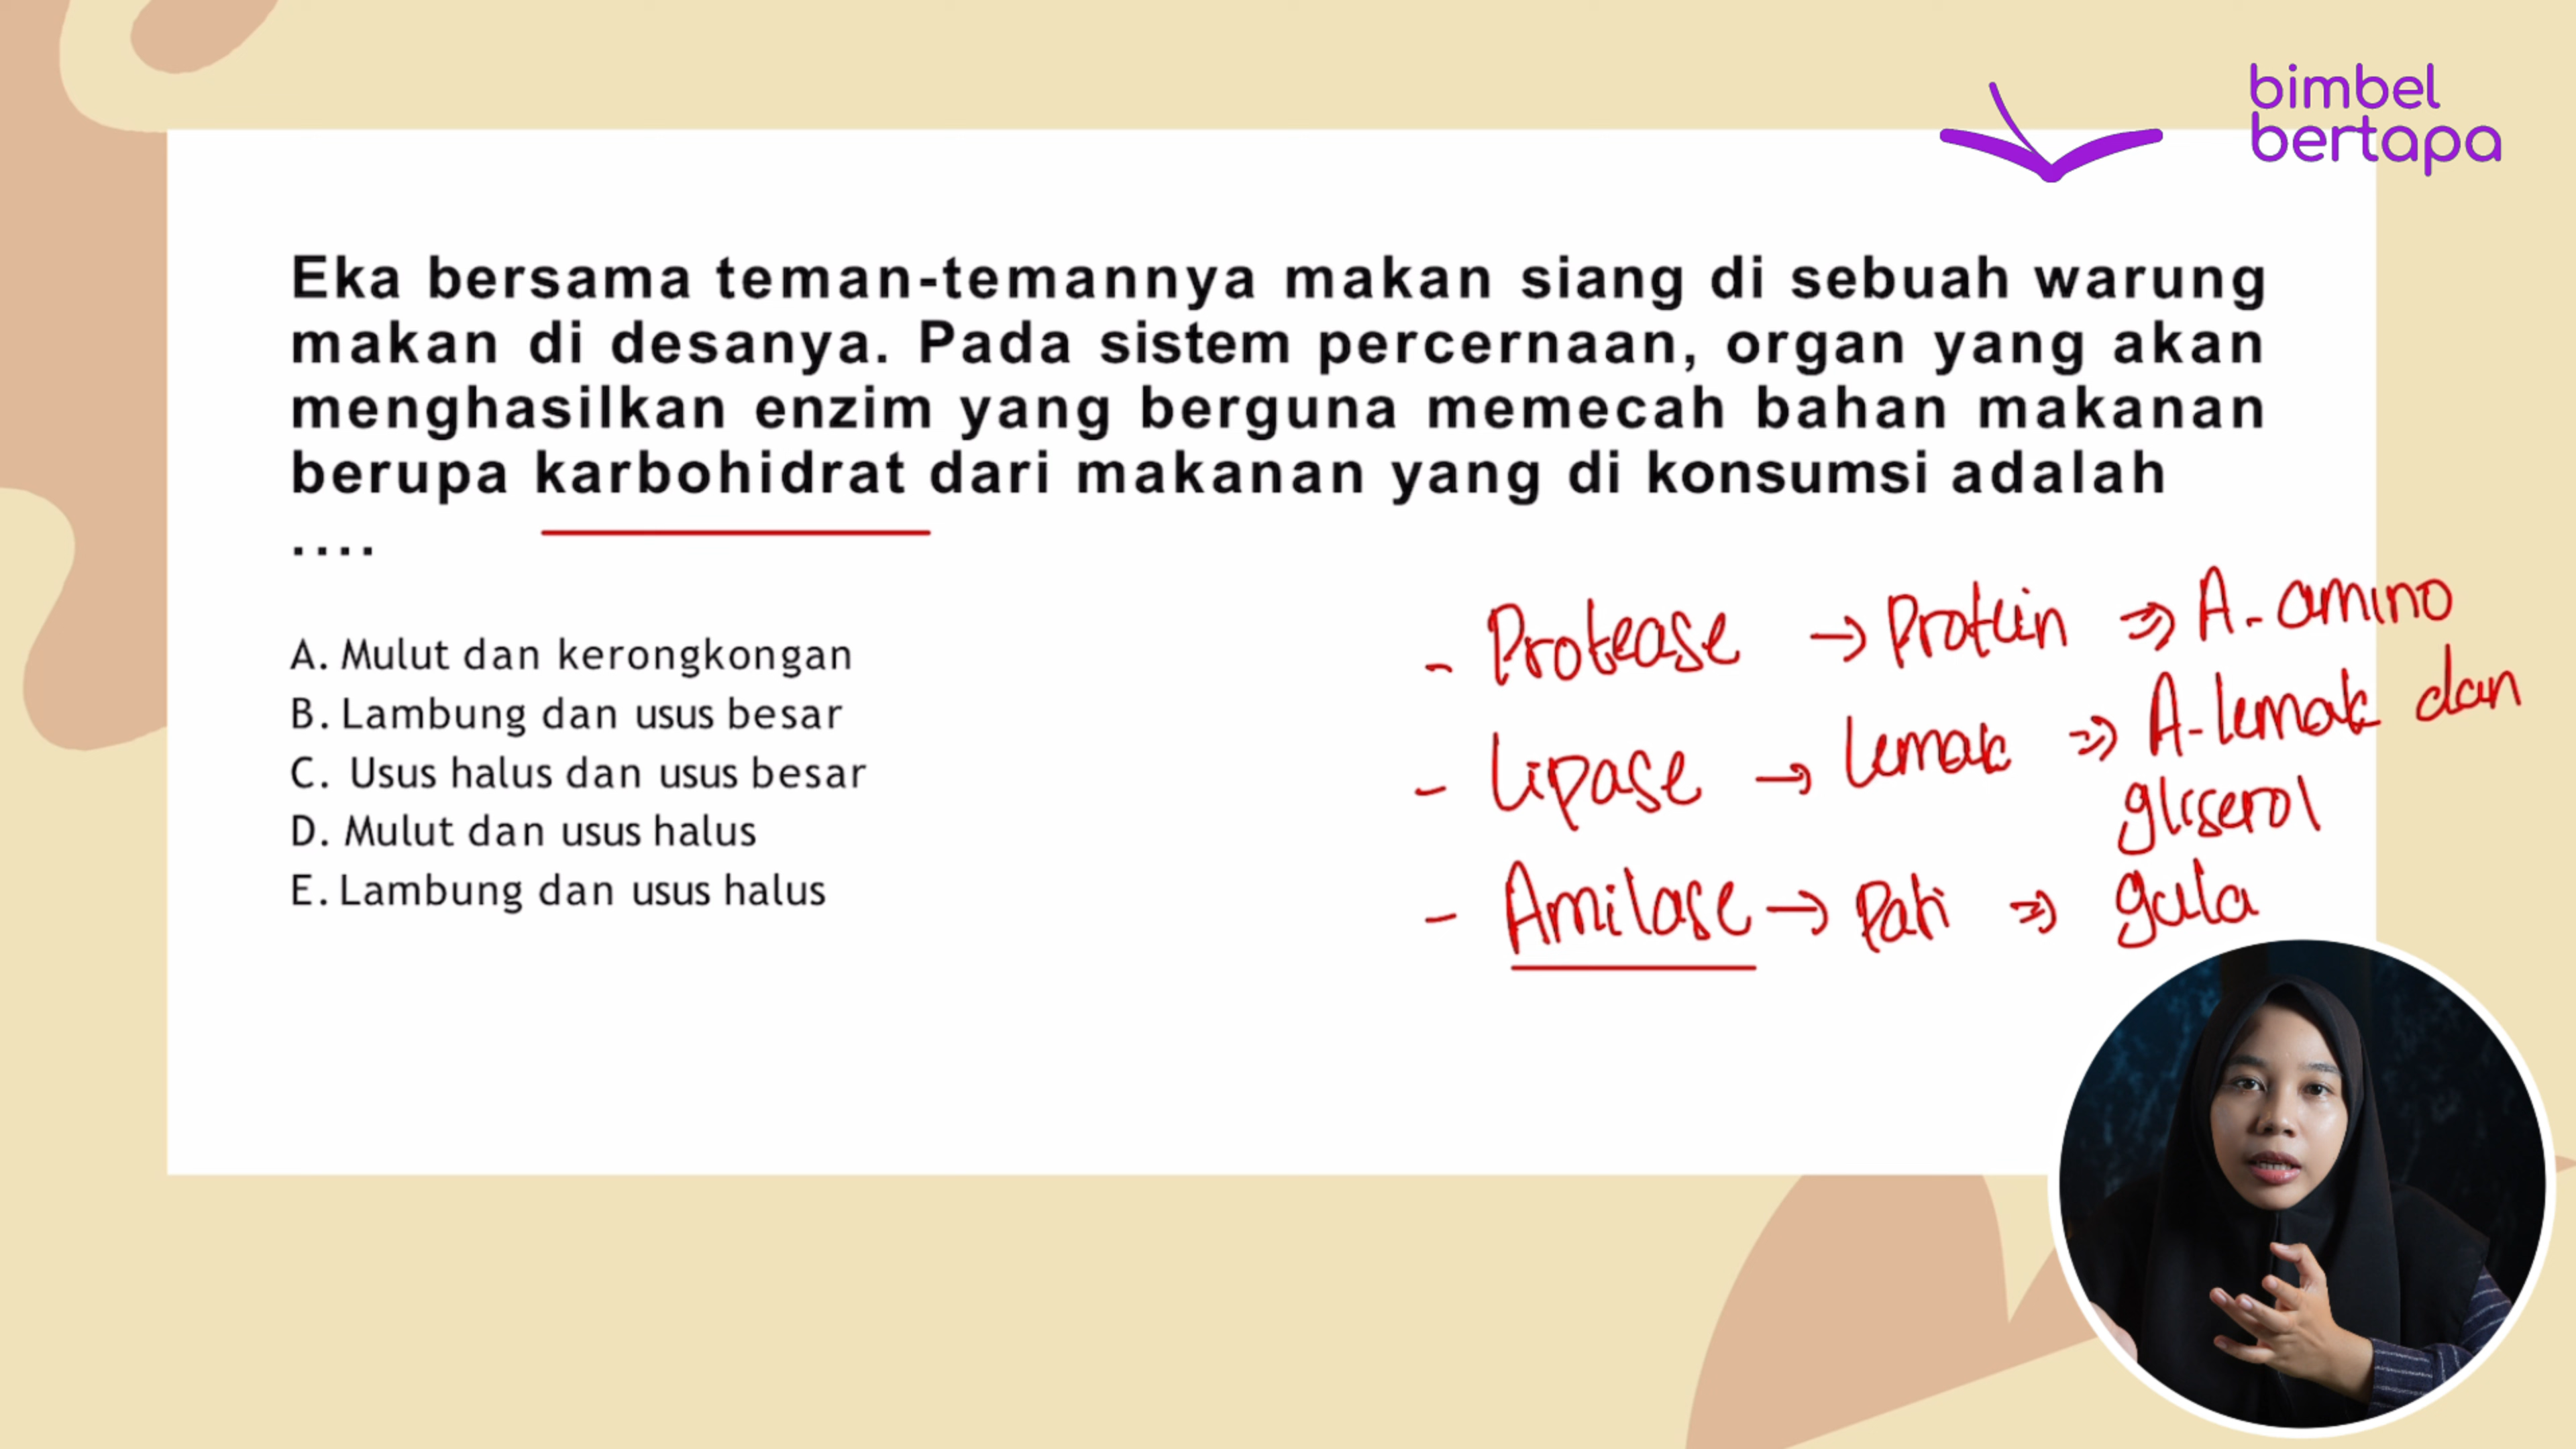 bimbel
bertapa
Eka bersama teman-temannya makan siang di sebuah warung
makan di desanya. Pada sistem percernaan, organ yang akan
menghasilkan enzim yang berguna memecah bahan makanan
berupa karbohidrat dari makanan yang di konsumsi adalah
....
A. Mulut dan kerongkongan
B. Lambung dan usus besar
C. Usus halus dan usus besar
D. Mulut dan usus halus
E. Lambung dan usus halus
- Protease → Protein ⇒ A. amino
- Lipase → lemak ⇒ A-lemak dan
gliserol
- Amilase → Pati ⇒ gula